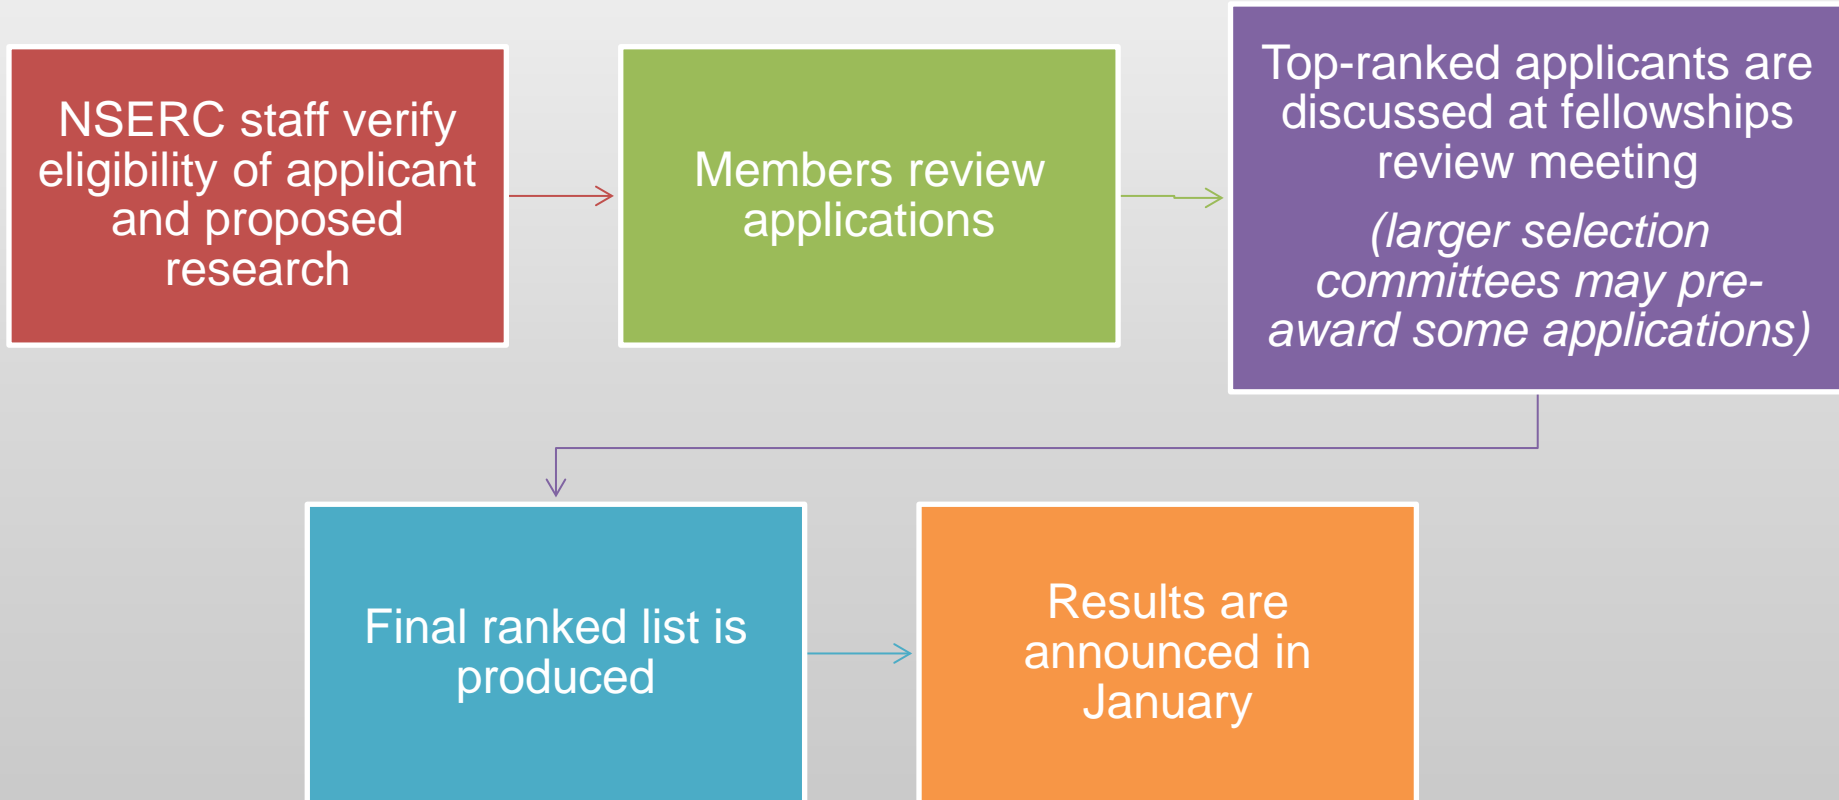 NSERC staff verify
eligibility of applicant
and proposed
research
Members review
applications
Top-ranked applicants are
discussed at fellowships
review meeting
(larger selection
committees may pre-
award some applications)
Final ranked list is
produced
Results are
announced in
January